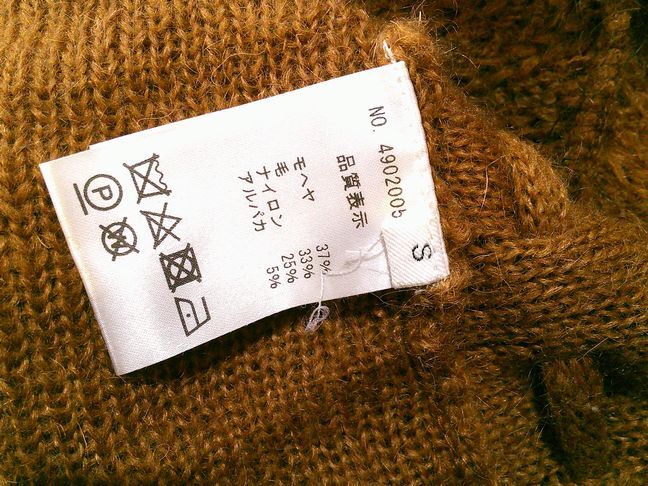 NO. 4902005
S
品質表示
モヘヤ 37%
毛 33%
ナイロン 25%
アルパカ 5%
P
W